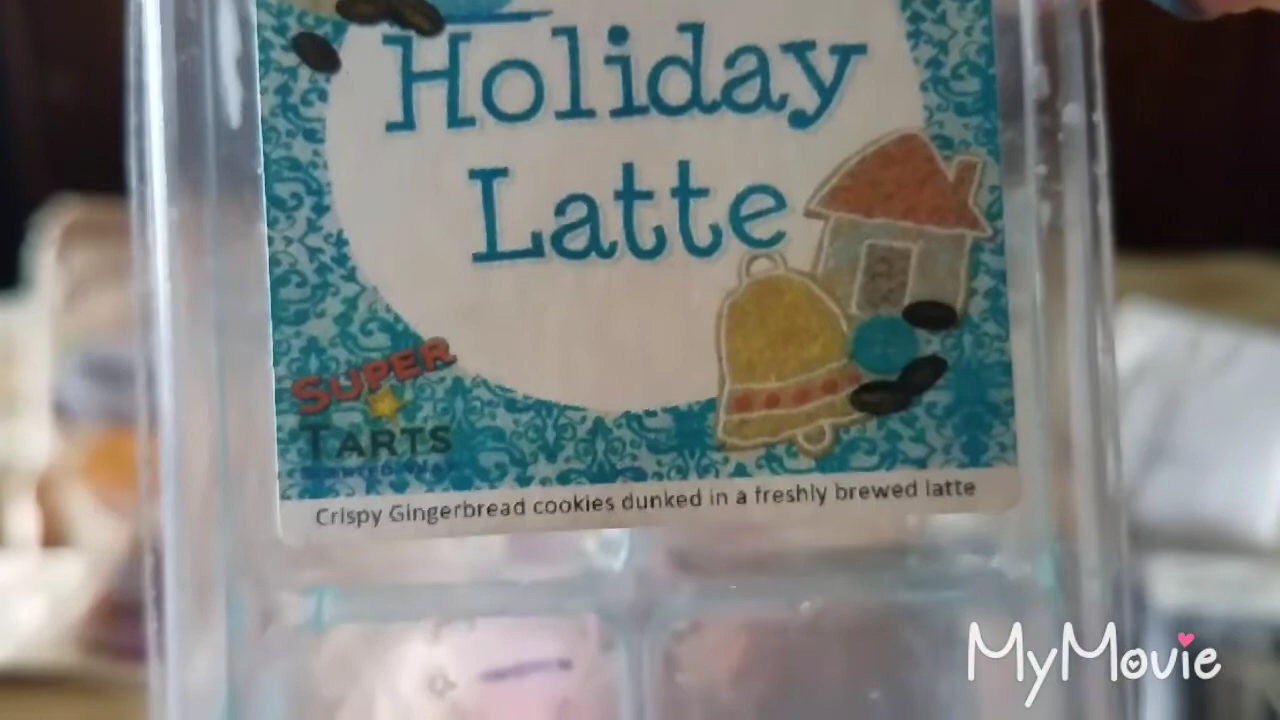 Holiday
Latte
SUPER
TARTS
Crispy Gingerbread cookies dunked in a freshly brewed latte
MyMovie